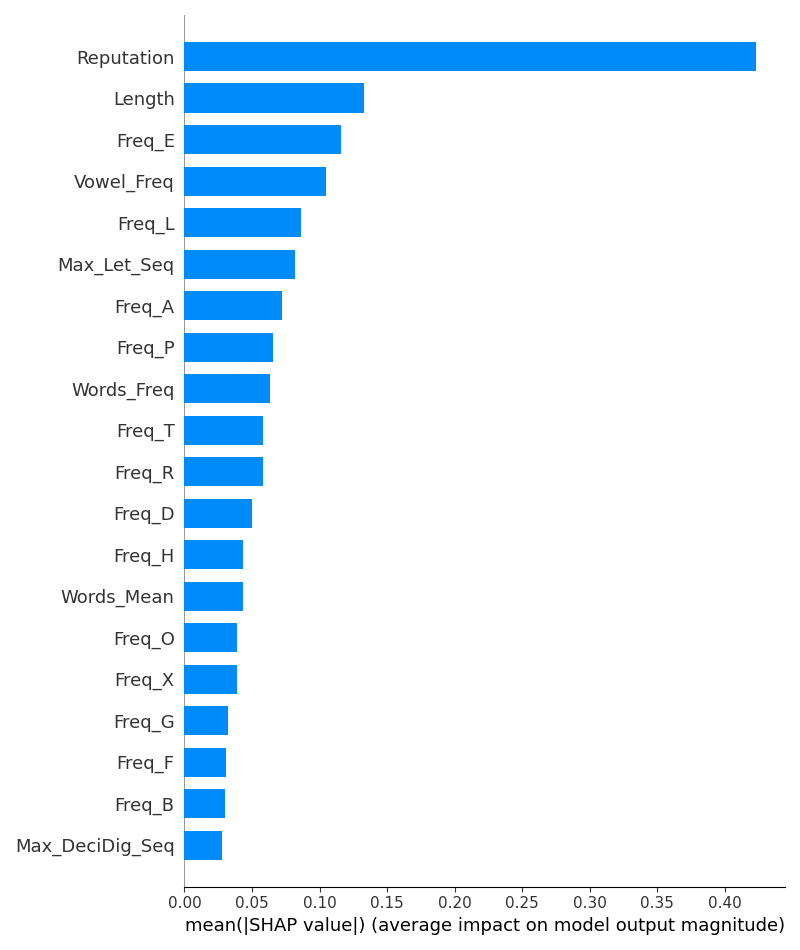 Reputation
Length
Freq_E
Vowel_Freq
Freq_L
Max_Let_Seq
Freq_A
Freq_P
Words_Freq
Freq_T
Freq_R
Freq_D
Freq_H
Words_Mean
Freq_O
Freq_X
Freq_G
Freq_F
Freq_B
Max_DeciDig_Seq
0.00 0.05 0.10 0.15 0.20 0.25 0.30 0.35 0.40
mean(|SHAP value|) (average impact on model output magnitude)